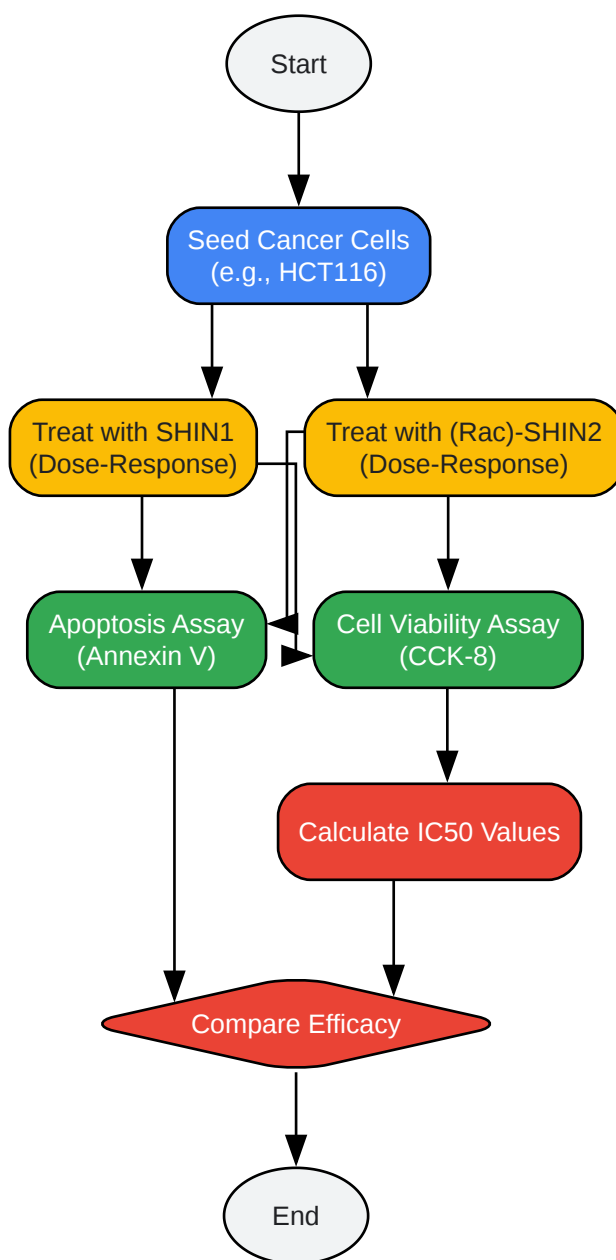 Start
Seed Cancer Cells
(e.g., HCT116)
Treat with SHIN1
(Dose-Response)
Treat with (Rac)-SHIN2
(Dose-Response)
Apoptosis Assay
(Annexin V)
Cell Viability Assay
(CCK-8)
Calculate IC50 Values
Compare Efficacy
End